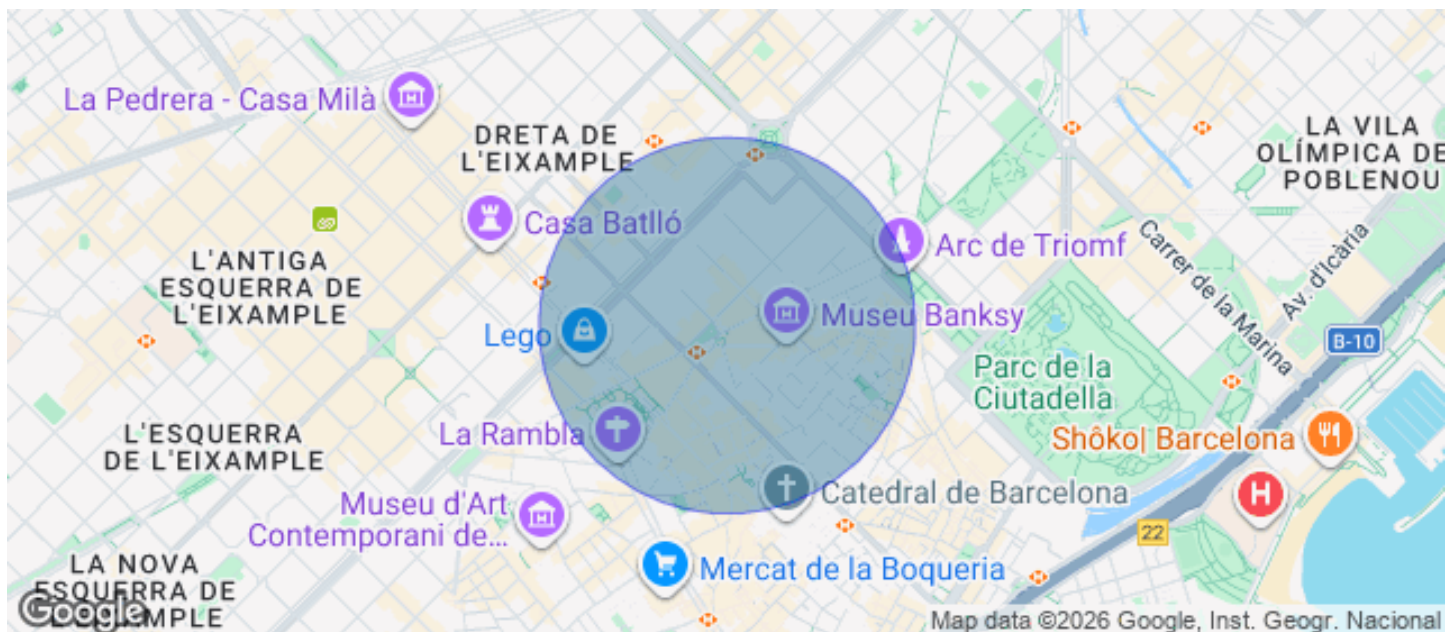 La Pedrera - Casa Milà
DRETA DE
L'EIXAMPLE
LA VILA
OLÍMPICA DE
POBLENOU
Casa Batlló
Arc de Triomf
Carrer de la Marina
Av. d'Icària
L'ANTIGA
ESQUERRA DE
L'EIXAMPLE
Lego
Museu Banksy
B-10
Parc de la
Ciutadella
L'ESQUERRA
DE L'EIXAMPLE
La Rambla
Shôko| Barcelona
Museu d'Art
Contemporani de...
Catedral de Barcelona
H
22
LA NOVA
ESQUERRA DE
L'EIXAMPLE
Mercat de la Boqueria
Google
Map data ©2026 Google, Inst. Geogr. Nacional